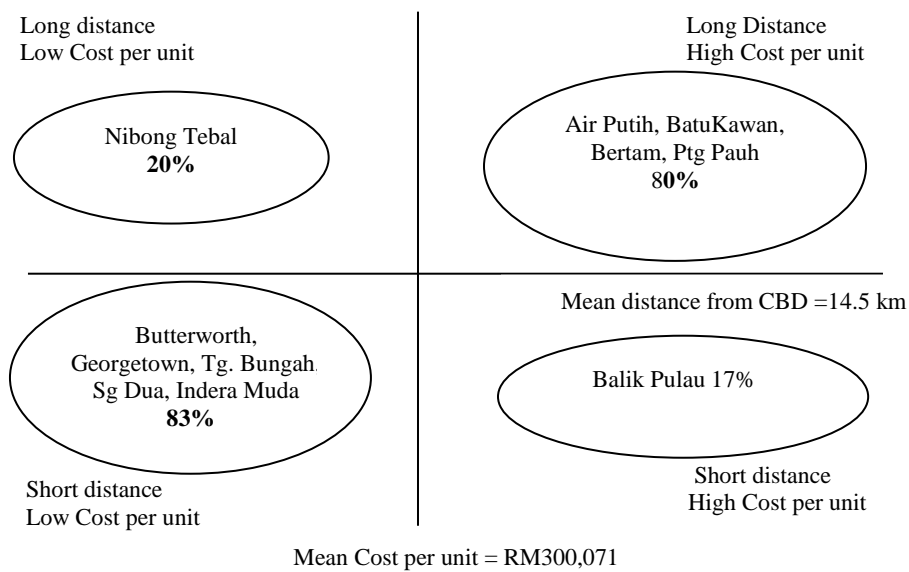 Long distance
Low Cost per unit
Long Distance
High Cost per unit
Nibong Tebal
20%
Air Putih, BatuKawan,
Bertam, Ptg Pauh
80%
Mean distance from CBD =14.5 km
Butterworth,
Georgetown, Tg. Bungah.
Sg Dua, Indera Muda
83%
Balik Pulau 17%
Short distance
Low Cost per unit
Short distance
High Cost per unit
Mean Cost per unit = RM300,071